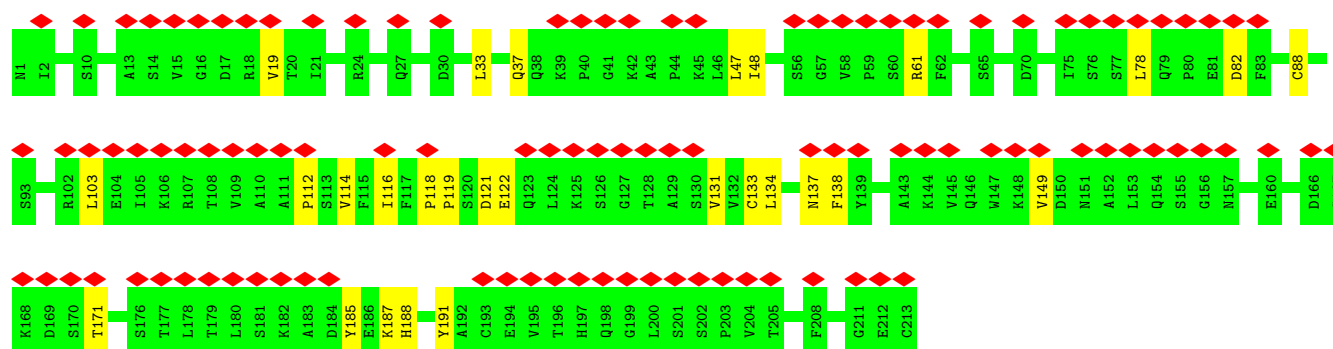 N1 I2 S10 A13 S14 V15 G16 D17 R18 V19 T20 I21 R24 Q27 D30 L33 Q37 Q38 K39 P40 G41 K42 A43 P44 K45 L46 L47 I48 S56 G57 V58 P59 S60 R61 F62 S65 D70 I75 S76 S77 L78 Q79 P80 E81 D82 F83 C88
S93 R102 L103 E104 I105 K106 R107 T108 V109 A110 A111 P112 S113 V114 F115 I116 F117 P118 P119 S120 D121 E122 Q123 L124 K125 S126 G127 T128 A129 S130 V131 V132 C133 L134 N137 F138 Y139 A143 K144 V145 Q146 W147 K148 V149 D150 N151 A152 L153 Q154 S155 G156 N157 E160 D166
K168 D169 S170 T171 S176 T177 L178 T179 L180 S181 K182 A183 D184 Y185 E186 K187 H188 Y191 A192 C193 E194 V195 T196 H197 Q198 G199 L200 S201 S202 P203 V204 T205 F208 G211 E212 C213